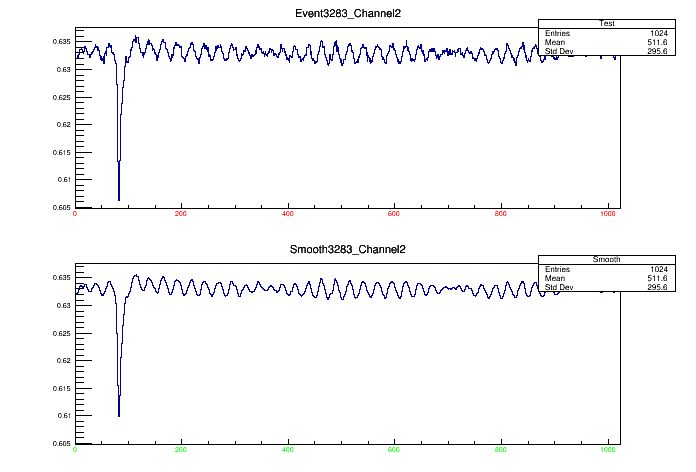 Event3283_Channel2
Test
Entries 1024
Mean 511.6
Std Dev 295.6
0.635
0.63
0.625
0.62
0.615
0.61
0.605
0 200 400 600 800 1000
Smooth3283_Channel2
Smooth
Entries 1024
Mean 511.6
Std Dev 295.6
0.635
0.63
0.625
0.62
0.615
0.61
0.605
0 200 400 600 800 1000